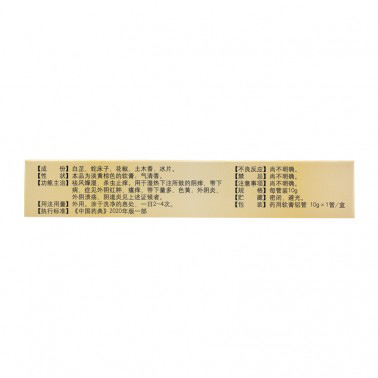 【成　　份】白芷、蛇床子、花椒、土木香、冰片。
【性　　状】本品为淡黄棕色的软膏，气清香。
【功能主治】祛风燥湿，杀虫止痒。用于湿热下注所致的阴痒、带下
病，症见外阴红肿、瘙痒、带下量多、色黄；外阴炎、
外阴溃疡、阴道炎见上述证候者。
【用法用量】外用，涂于洗净的患处，一日2~4次。
【执行标准】《中国药典》2020年版一部
【不良反应】尚不明确。
【禁　　忌】尚不明确。
【注意事项】尚不明确。
【规　　格】每管装10g
【贮　　藏】密闭，避光。
【包　　装】药用软膏铝管 10g×1管/盒